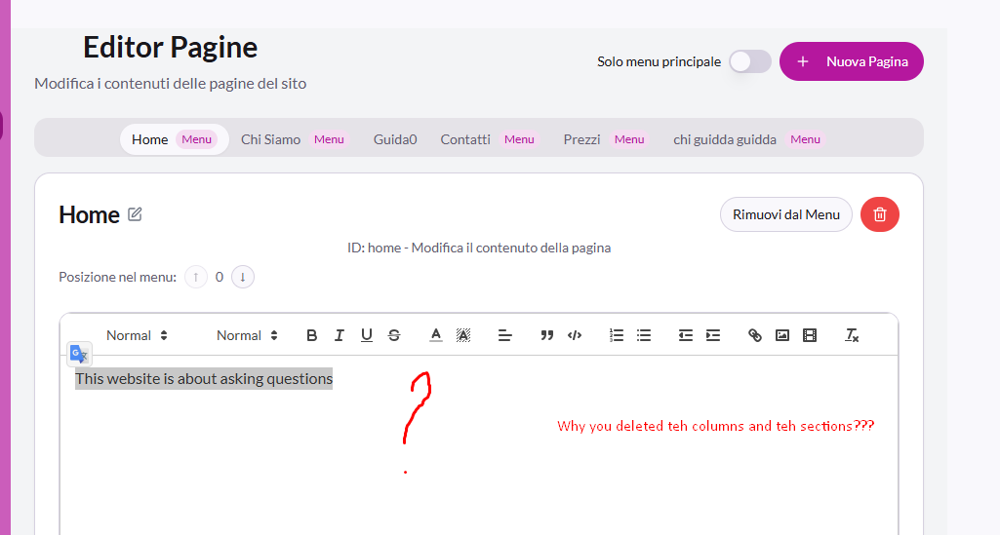 Editor Pagine
Modifica i contenuti delle pagine del sito
Solo menu principale
+ Nuova Pagina
Home Menu Chi Siamo Menu Guida0 Contatti Menu Prezzi Menu chi guidda guidda Menu
Home
Rimuovi dal Menu
ID: home - Modifica il contenuto della pagina
Posizione nel menu: ↑ 0 ↓
Normal Normal B I U S A A
This website is about asking questions
?
Why you deleted teh columns and teh sections???